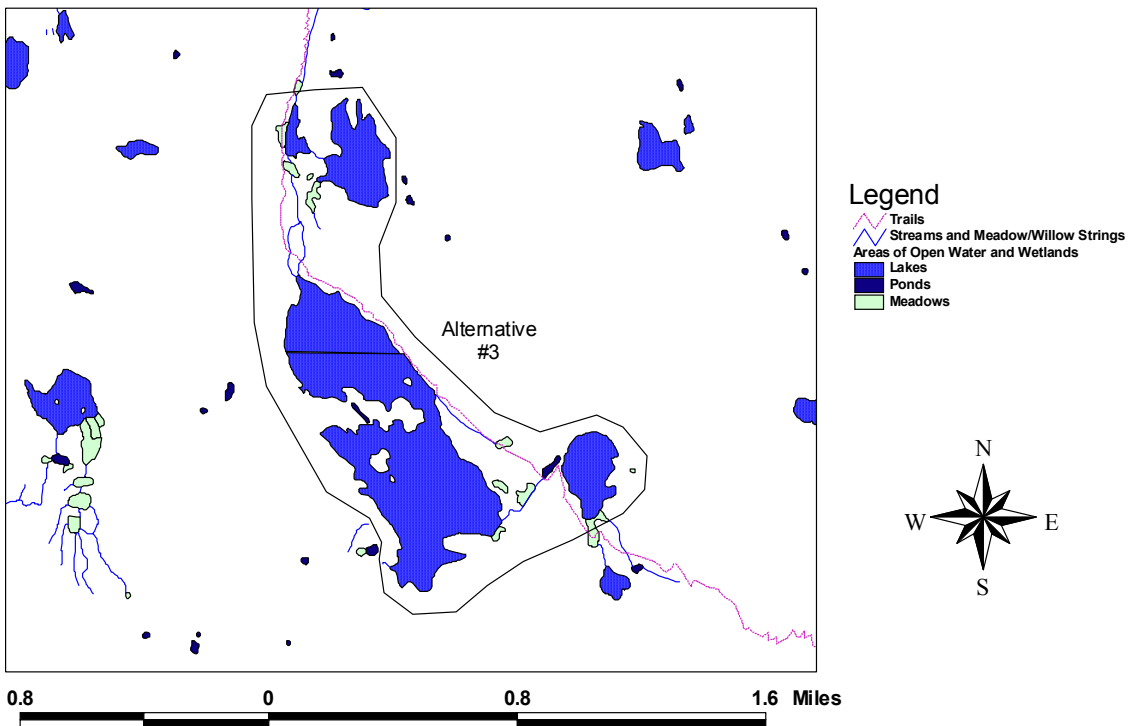 Alternative
#3
Legend
Trails
Streams and Meadow/Willow Strings
Areas of Open Water and Wetlands
Lakes
Ponds
Meadows
N
W
E
S
0.8
0
0.8
1.6
Miles